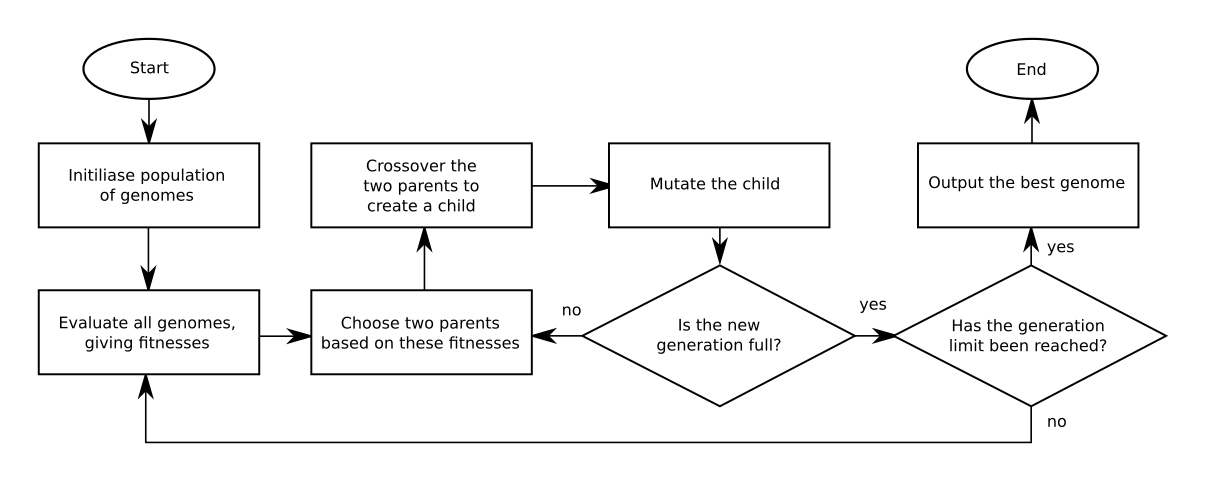 Start
Initiliase population
of genomes
Evaluate all genomes,
giving fitnesses
Choose two parents
based on these fitnesses
Crossover the
two parents to
create a child
Mutate the child
Is the new
generation full?
no
yes
Has the generation
limit been reached?
no
yes
Output the best genome
End